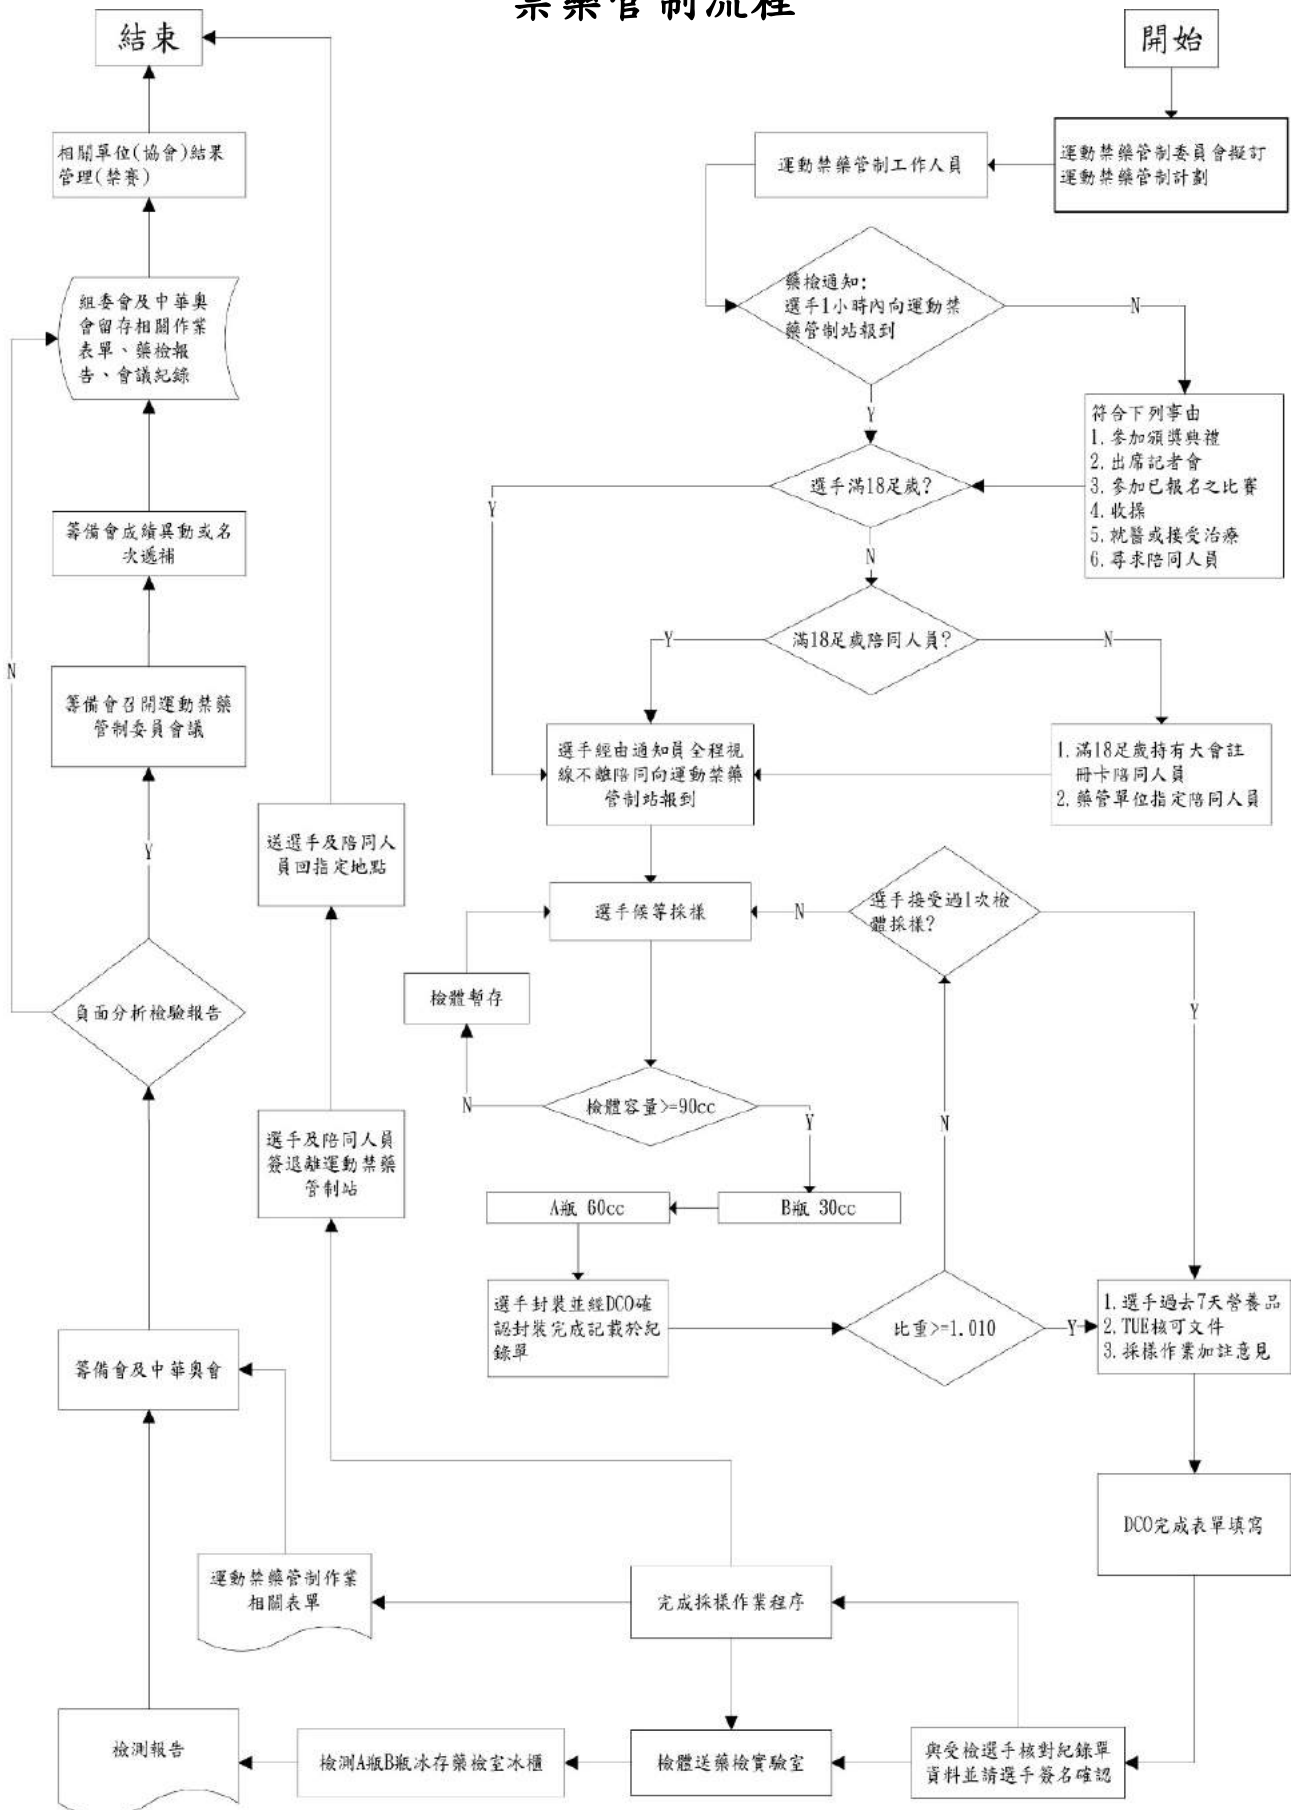 禁藥管制流程
結束
開始
相關單位(協會)結果
管理(禁賽)
運動禁藥管制工作人員
運動禁藥管制委員會擬訂
運動禁藥管制計劃
藥檢通知:
選手1小時內向運動禁
藥管制站報到
N
組委會及中華奧
會留存相關作業
表單、藥檢報
告、會議紀錄
Y
符合下列事由
1.參加頒獎典禮
2.出席記者會
3.參加已報名之比賽
4.收操
5.就醫或接受治療
6.尋求陪同人員
選手滿18足歲?
Y
N
籌備會成績異動或名
次遞補
滿18足歲陪同人員?
Y
N
N
籌備會召開運動禁藥
管制委員會議
選手經由通知員全程視
線不離陪同向運動禁藥
管制站報到
1.滿18足歲持有大會註
冊卡陪同人員
2.藥管單位指定陪同人員
Y
送選手及陪同人
員回指定地點
選手候等採樣
N
選手接受過1次檢
體採樣?
檢體暫存
負面分析檢驗報告
Y
N
檢體容量>=90cc
Y
N
選手及陪同人員
簽退離運動禁藥
管制站
A瓶 60cc
B瓶 30cc
選手封裝並經DCO確
認封裝完成記載於紀
錄單
比重>=1.010
Y
1.選手過去7天營養品
2.TUE核可文件
3.採樣作業加註意見
籌備會及中華奧會
DCO完成表單填寫
運動禁藥管制作業
相關表單
完成採樣作業程序
檢測報告
檢測A瓶B瓶冰存藥檢室冰櫃
檢體送藥檢實驗室
與受檢選手核對紀錄單
資料並請選手簽名確認